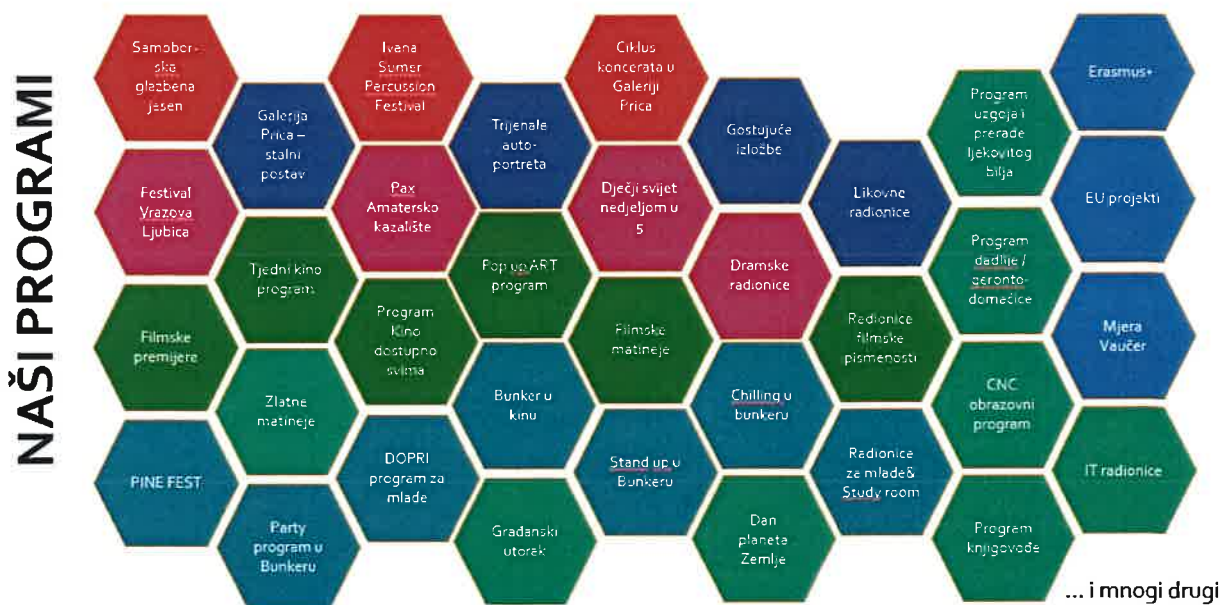 NAŠI PROGRAMI
Samobor-
ska
glazbena
jesen
Festival
Vrazova
Ljubica
Filmske
premijere
PINE FEST
Galerija
Prica –
stalni
postav
Tjedni kino
program
Zlatne
matineje
Party
program u
Bunkeru
Ivana
Sumer
Percussion
Festival
Pax
Amatersko
kazalište
Program
Kino
dostupno
svima
DOPRI
program za
mlade
Trijenale
auto-
portreta
Pop up ART
program
Bunker u
kinu
Građanski
utorak
Ciklus
koncerata u
Galeriji
Prica
Dječji svijet
nedjeljom u
5
Filmske
matineje
Stand up u
Bunkeru
Gostujuće
izložbe
Dramske
radionice
Chilling u
bunkeru
Dan
planeta
Zemlje
Likovne
radionice
Radionice
filmske
pismenosti
Radionice
za mlade&
Study room
Program
uzgoja i
prerade
ljekovitog
bilja
Program
dadilje /
geronto-
domaćice
CNC
obrazovni
program
Program
knjigovođe
Erasmus+
EU projekti
Mjera
Vaučer
IT radionice
... i mnogi drugi